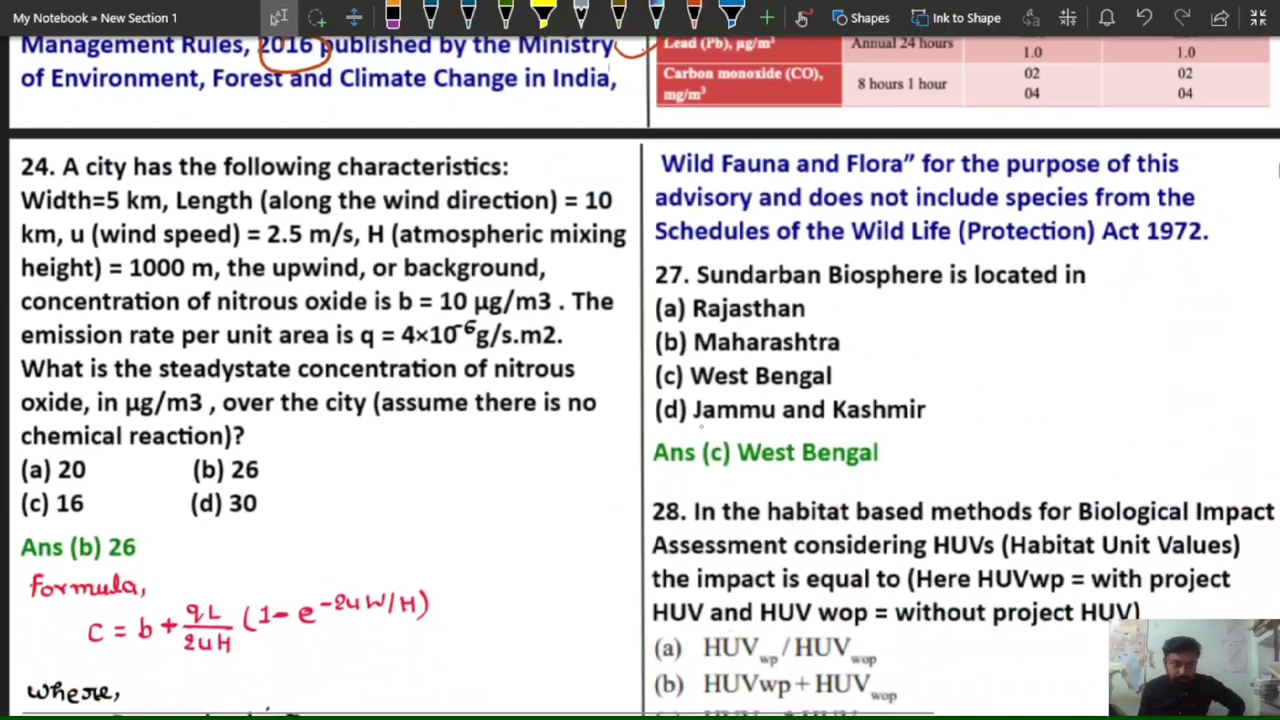 My Notebook » New Section 1
Shapes
Ink to Shape
Management Rules, 2016 published by the Ministry
of Environment, Forest and Climate Change in India,
Lead (Pb), µg/m³ Annual 24 hours 1.0 1.0
Carbon monoxide (CO), mg/m³ 8 hours 1 hour 02 02
04 04
24. A city has the following characteristics:
Width=5 km, Length (along the wind direction) = 10
km, u (wind speed) = 2.5 m/s, H (atmospheric mixing
height) = 1000 m, the upwind, or background,
concentration of nitrous oxide is b = 10 µg/m3 . The
emission rate per unit area is q = 4×10⁻⁶g/s.m2.
What is the steadystate concentration of nitrous
oxide, in µg/m3 , over the city (assume there is no
chemical reaction)?
(a) 20 (b) 26
(c) 16 (d) 30
Ans (b) 26
Formula,
C = b + qL/2uH (1- e^-2uW/H)
where,
Wild Fauna and Flora” for the purpose of this
advisory and does not include species from the
Schedules of the Wild Life (Protection) Act 1972.
27. Sundarban Biosphere is located in
(a) Rajasthan
(b) Maharashtra
(c) West Bengal
(d) Jammu and Kashmir
Ans (c) West Bengal
28. In the habitat based methods for Biological Impact
Assessment considering HUVs (Habitat Unit Values)
the impact is equal to (Here HUVwp = with project
HUV and HUV wop = without project HUV)
(a) HUVwp / HUVwop
(b) HUVwp + HUVwop